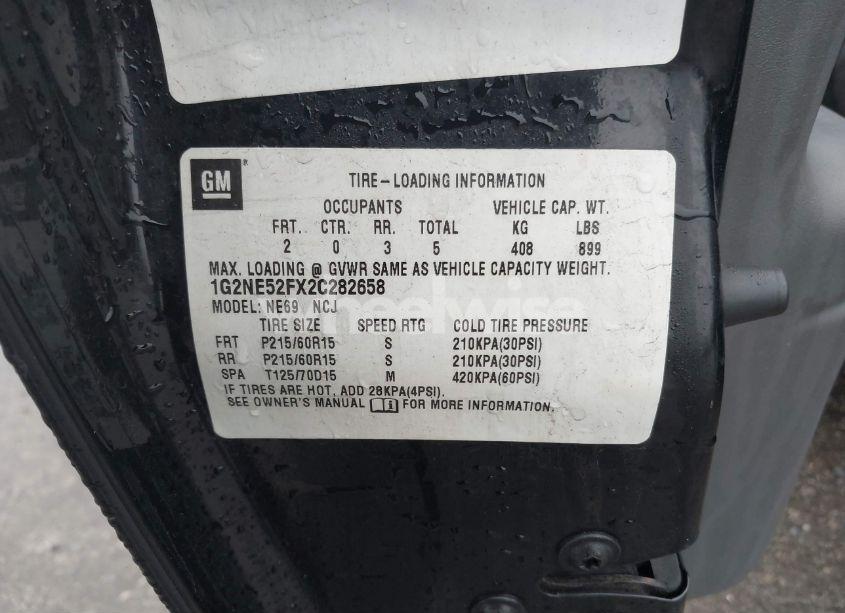 GM ®
TIRE-LOADING INFORMATION
OCCUPANTS VEHICLE CAP. WT.
FRT. CTR. RR. TOTAL KG LBS
2 0 3 5 408 899
MAX. LOADING @ GVWR SAME AS VEHICLE CAPACITY WEIGHT.
1G2NE52FX2C282658
MODEL: NE69 NCJ
TIRE SIZE SPEED RTG COLD TIRE PRESSURE
FRT P215/60R15 S 210KPA(30PSI)
RR P215/60R15 S 210KPA(30PSI)
SPA T125/70D15 M 420KPA(60PSI)
IF TIRES ARE HOT, ADD 28KPA(4PSI).
SEE OWNER'S MANUAL FOR MORE INFORMATION.